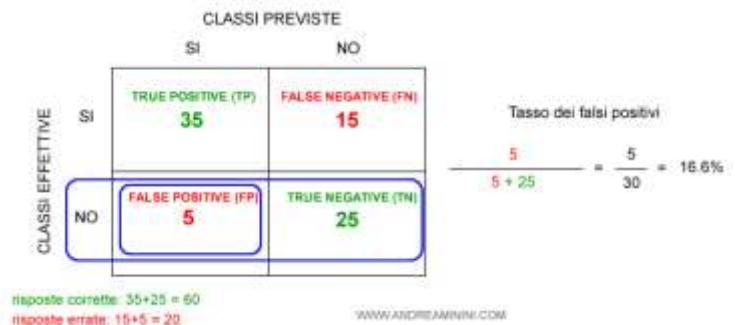 CLASSI PREVISTE
SI NO
CLASSI EFFETTIVE
SI
TRUE POSITIVE (TP)
35
FALSE NEGATIVE (FN)
15
NO
FALSE POSITIVE (FP)
5
TRUE NEGATIVE (TN)
25
Tasso dei falsi positivi
5
5 + 25
= 5
30
= 16.6%
risposte corrette: 35+25 = 60
risposte errate: 15+5 = 20
WWW.ANDREAMININI.COM